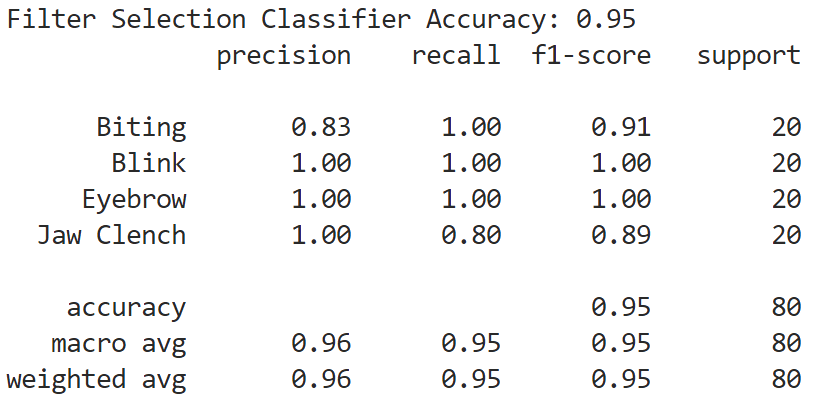 Filter Selection Classifier Accuracy: 0.95
precision recall f1-score support
Biting 0.83 1.00 0.91 20
Blink 1.00 1.00 1.00 20
Eyebrow 1.00 1.00 1.00 20
Jaw Clench 1.00 0.80 0.89 20
accuracy 0.95 80
macro avg 0.96 0.95 0.95 80
weighted avg 0.96 0.95 0.95 80